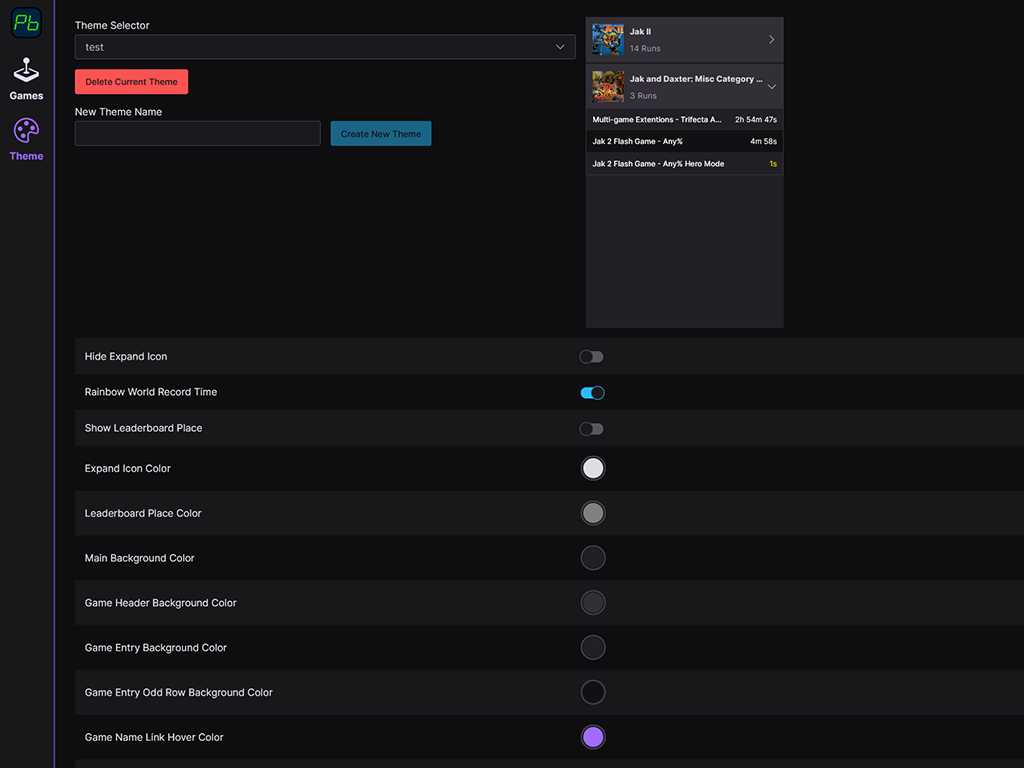 Pb
Games
Theme
Theme Selector
test
Delete Current Theme
New Theme Name
Create New Theme
Jak II
14 Runs
Jak and Daxter: Misc Category ...
3 Runs
Multi-game Extentions - Trifecta A... 2h 54m 47s
Jak 2 Flash Game - Any% 4m 58s
Jak 2 Flash Game - Any% Hero Mode 1s
Hide Expand Icon
Rainbow World Record Time
Show Leaderboard Place
Expand Icon Color
Leaderboard Place Color
Main Background Color
Game Header Background Color
Game Entry Background Color
Game Entry Odd Row Background Color
Game Name Link Hover Color